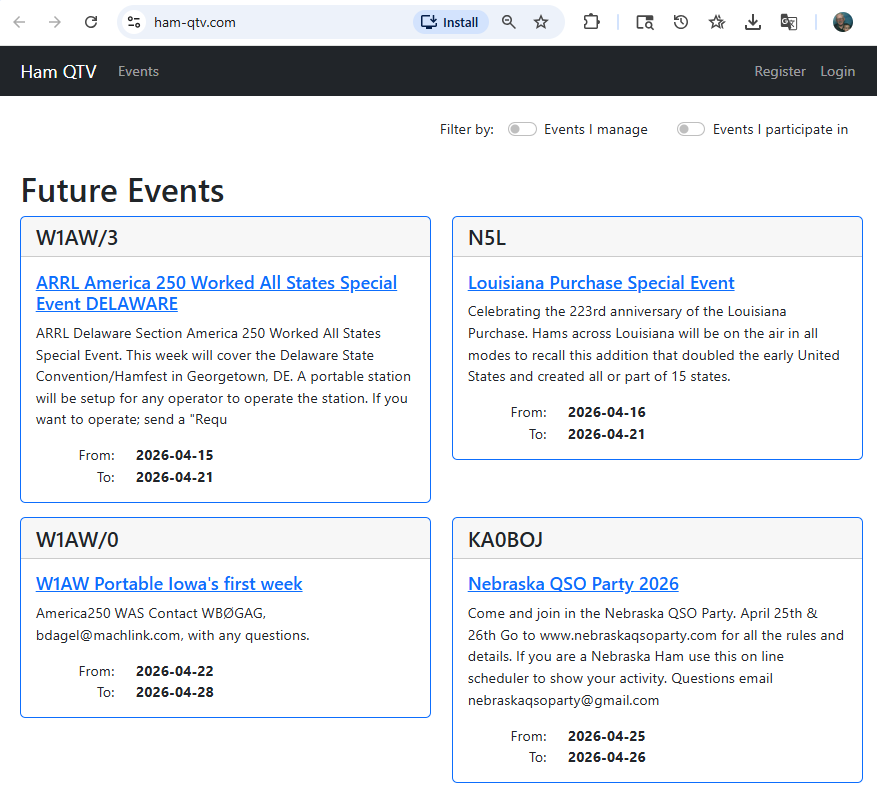 ham-qtv.com
Install
Ham QTV
Events
Register
Login
Filter by:
Events I manage
Events I participate in
Future Events
W1AW/3
ARRL America 250 Worked All States Special
Event DELAWARE
ARRL Delaware Section America 250 Worked All States
Special Event. This week will cover the Delaware State
Convention/Hamfest in Georgetown, DE. A portable station
will be setup for any operator to operate the station. If you
want to operate; send a "Requ
From: 2026-04-15
To: 2026-04-21
N5L
Louisiana Purchase Special Event
Celebrating the 223rd anniversary of the Louisiana
Purchase. Hams across Louisiana will be on the air in all
modes to recall this addition that doubled the early United
States and created all or part of 15 states.
From: 2026-04-16
To: 2026-04-21
W1AW/0
W1AW Portable Iowa's first week
America250 WAS Contact WBØGAG,
bdagel@machlink.com, with any questions.
From: 2026-04-22
To: 2026-04-28
KA0BOJ
Nebraska QSO Party 2026
Come and join in the Nebraska QSO Party. April 25th &
26th Go to www.nebraskaqsoparty.com for all the rules and
details. If you are a Nebraska Ham use this on line
scheduler to show your activity. Questions email
nebraskaqsoparty@gmail.com
From: 2026-04-25
To: 2026-04-26